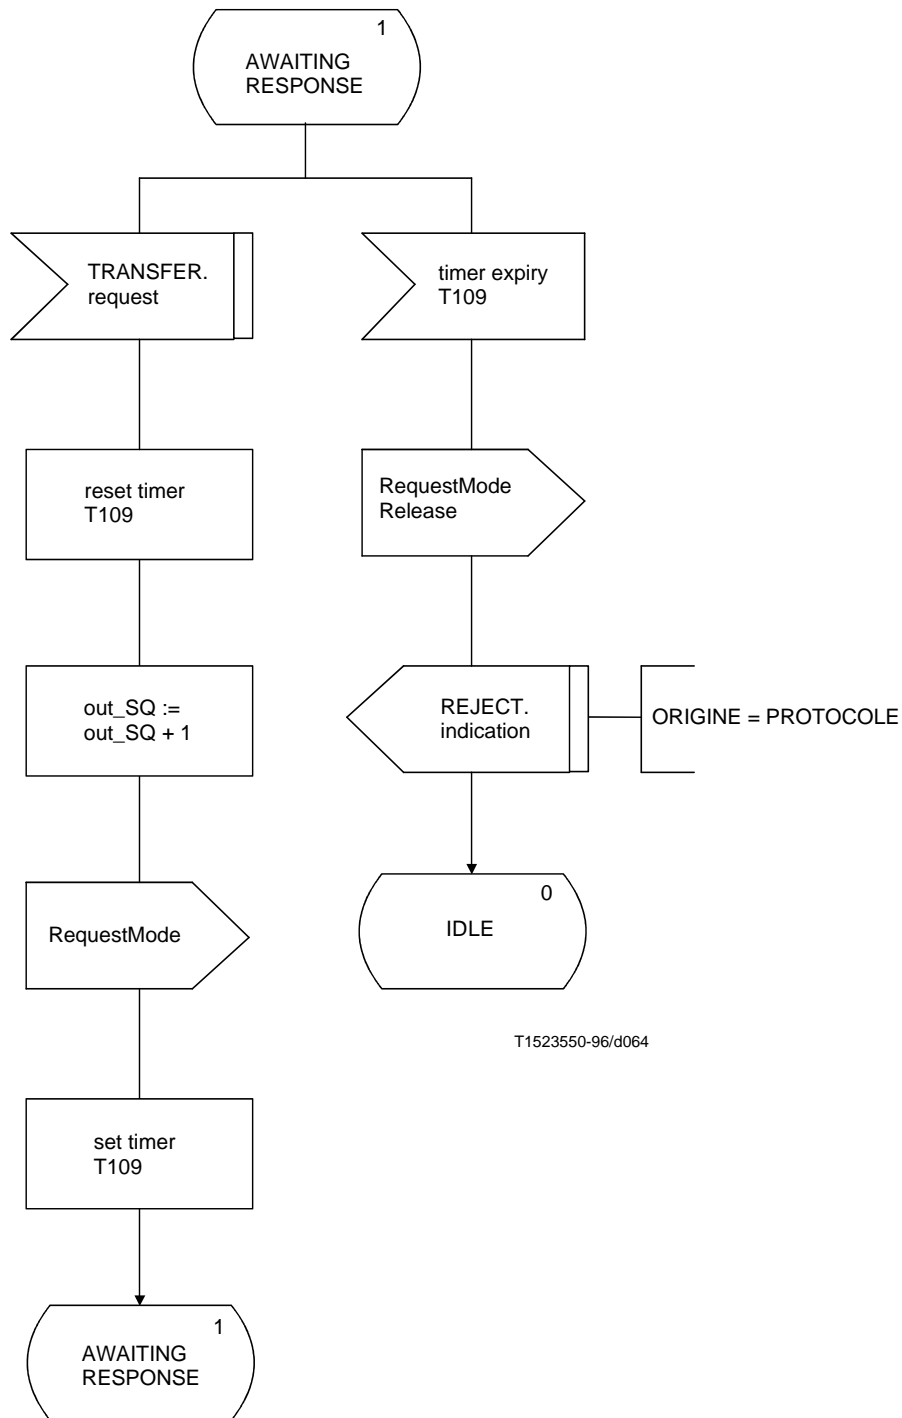 1
AWAITING
RESPONSE
TRANSFER.
request
timer expiry
T109
reset timer
T109
RequestMode
Release
out_SQ :=
out_SQ + 1
REJECT.
indication
ORIGINE = PROTOCOLE
RequestMode
0
IDLE
T1523550-96/d064
set timer
T109
1
AWAITING
RESPONSE